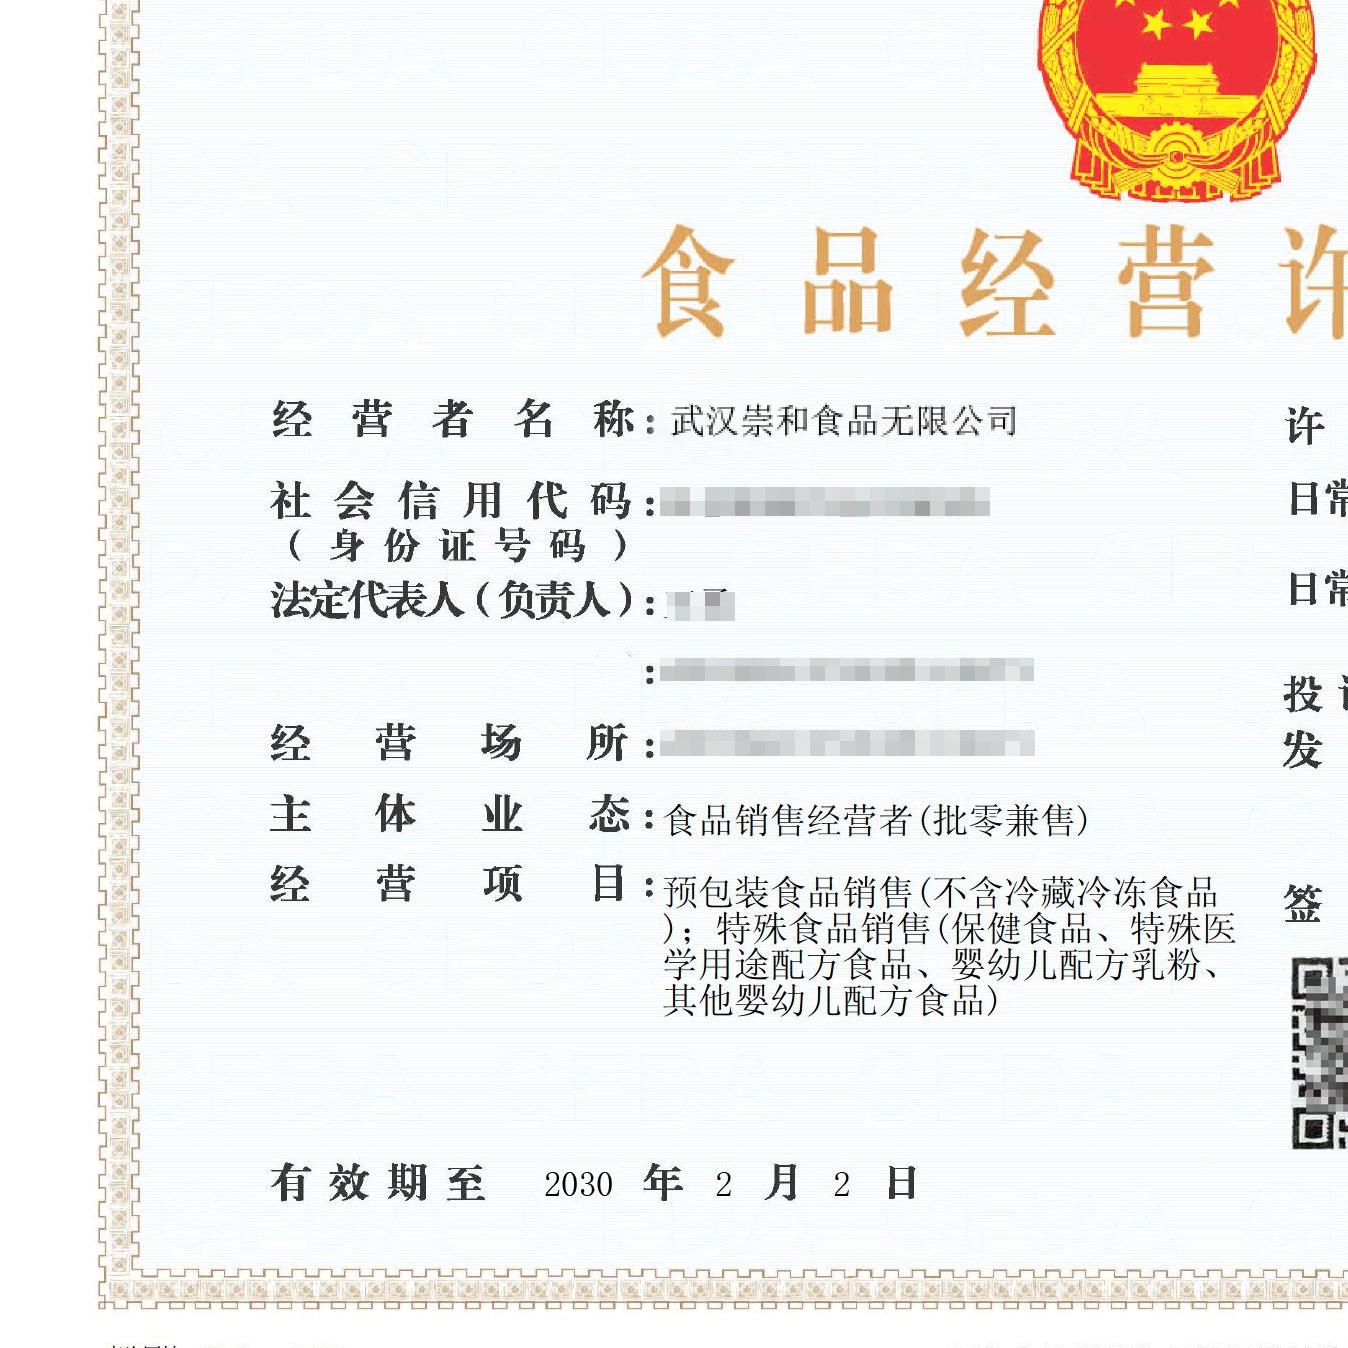 食品经营许
经营者名称：武汉崇和食品无限公司
社会信用代码：
（身份证号码）
法定代表人（负责人）：
：
经营场所：
主体业态：食品销售经营者(批零兼售)
经营项目：预包装食品销售(不含冷藏冷冻食品
)；特殊食品销售(保健食品、特殊医
学用途配方食品、婴幼儿配方乳粉、
其他婴幼儿配方食品)
有效期至 2030 年 2 月 2 日
许
日常
日常
投
发
签